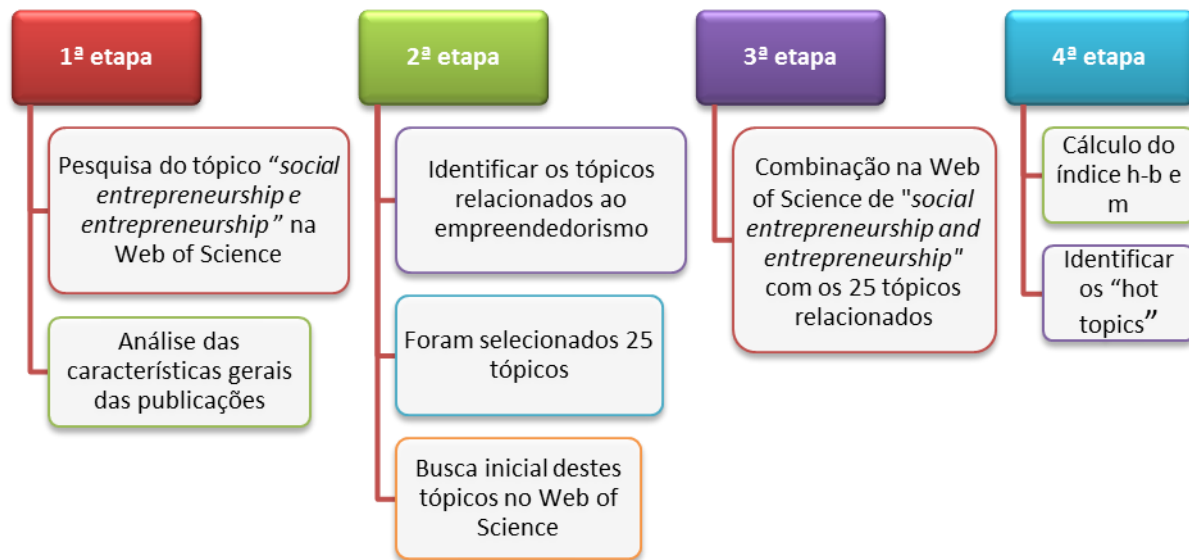 1ª etapa
Pesquisa do tópico “social
entrepreneurship e
entrepreneurship” na
Web of Science
Análise das
características gerais
das publicações
2ª etapa
Identificar os tópicos
relacionados ao
empreendedorismo
Foram selecionados 25
tópicos
Busca inicial destes
tópicos no Web of
Science
3ª etapa
Combinação na Web
of Science de "social
entrepreneurship and
entrepreneurship"
com os 25 tópicos
relacionados
4ª etapa
Cálculo do
índice h-b e
m
Identificar
os “hot
topics”